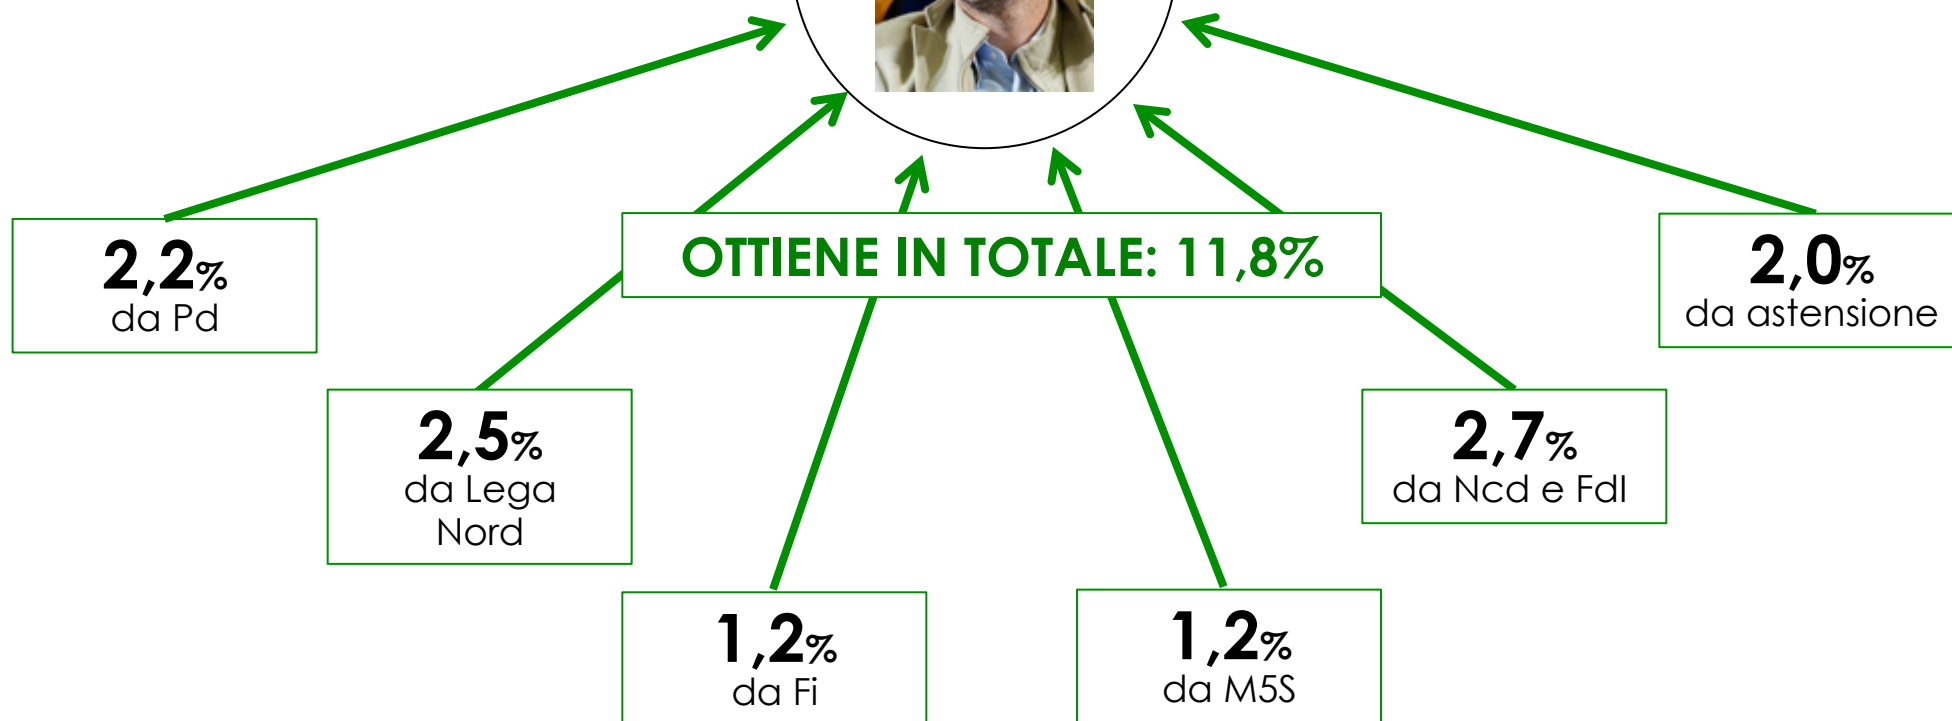 OTTIENE IN TOTALE: 11,8%
2,2%
da Pd
2,0%
da astensione
2,5%
da Lega
Nord
2,7%
da Ncd e FdI
1,2%
da Fi
1,2%
da M5S